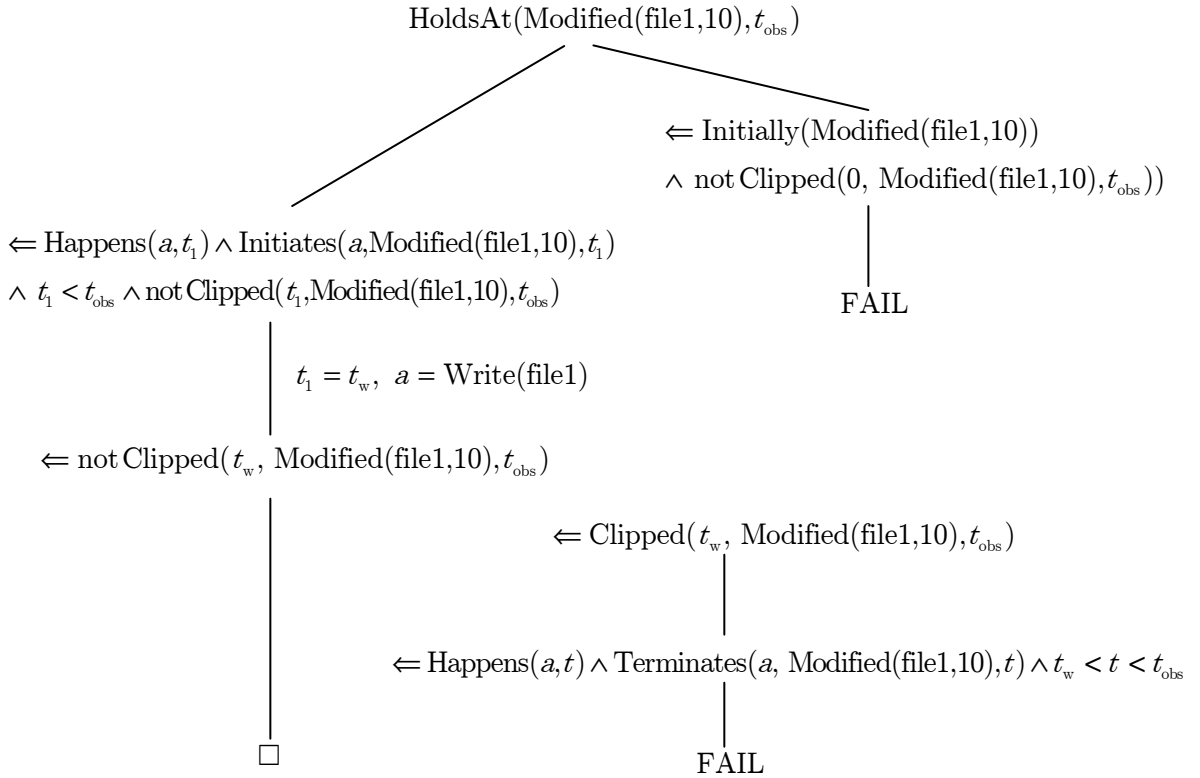 HoldsAt(Modified(file1,10),t_obs)
⇐ Initially(Modified(file1,10))
∧ not Clipped(0, Modified(file1,10),t_obs))
⇐ Happens(a,t_1) ∧ Initiates(a,Modified(file1,10),t_1)
∧ t_1 < t_obs ∧ not Clipped(t_1,Modified(file1,10),t_obs)
FAIL
t_1 = t_w, a = Write(file1)
⇐ not Clipped(t_w, Modified(file1,10),t_obs)
⇐ Clipped(t_w, Modified(file1,10),t_obs)
⇐ Happens(a,t) ∧ Terminates(a, Modified(file1,10),t) ∧ t_w < t < t_obs
□
FAIL